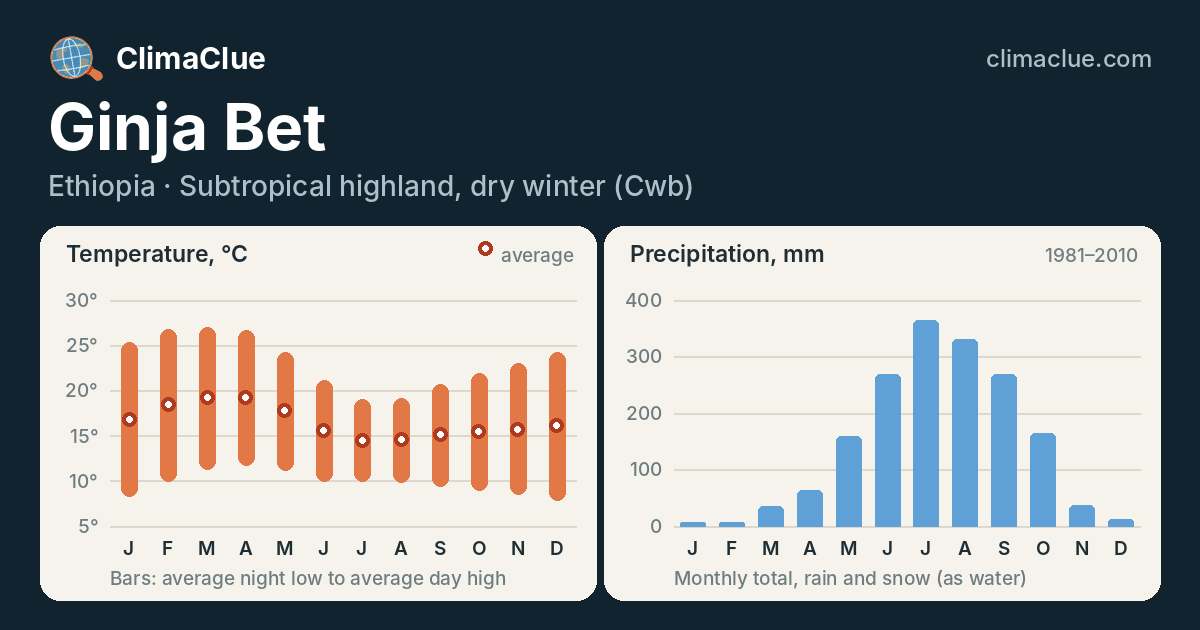 ClimaClue
climaclue.com
Ginja Bet
Ethiopia · Subtropical highland, dry winter (Cwb)
Temperature, °C
average
30°
25°
20°
15°
10°
5°
J F M A M J J A S O N D
Bars: average night low to average day high
Precipitation, mm
1981–2010
400
300
200
100
0
J F M A M J J A S O N D
Monthly total, rain and snow (as water)